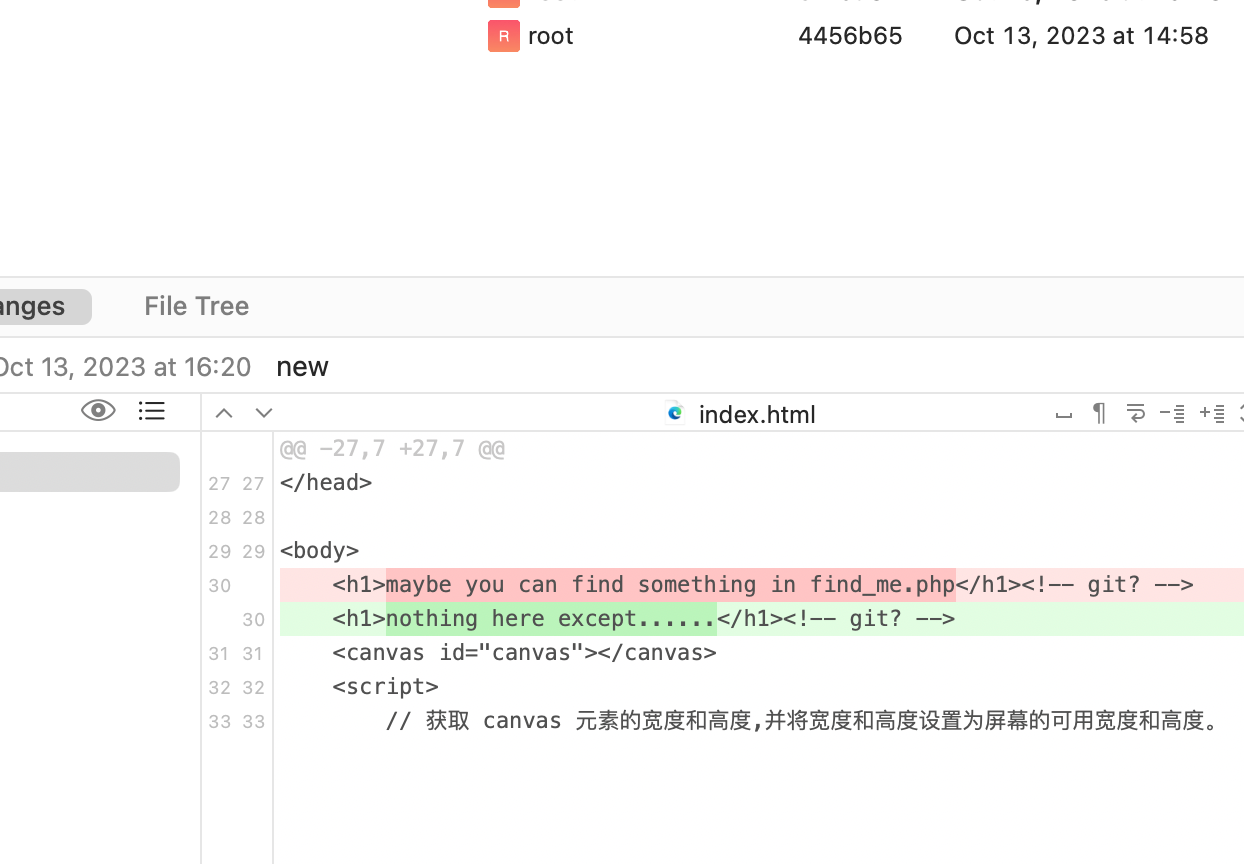 R root 4456b65 Oct 13, 2023 at 14:58
anges File Tree
Oct 13, 2023 at 16:20 new
index.html
@@ -27,7 +27,7 @@
27 27 </head>
28 28
29 29 <body>
30 <h1>maybe you can find something in find_me.php</h1><!-- git? -->
30 <h1>nothing here except......</h1><!-- git? -->
31 31 <canvas id="canvas"></canvas>
32 32 <script>
33 33 // 获取 canvas 元素的宽度和高度,并将宽度和高度设置为屏幕的可用宽度和高度。